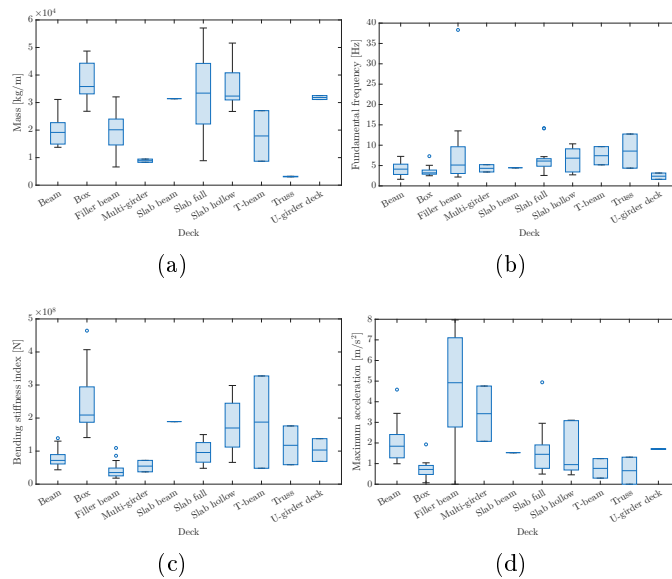 ×10⁴
6
5
4
3
2
1
0
Mass [kg/m]
Beam
Box
Filler beam
Multi-girder
Slab beam
Slab full
Slab hollow
T-beam
Truss
U-girder deck
Deck
(a)
40
35
30
25
20
15
10
5
0
Fundamental frequency [Hz]
Beam
Box
Filler beam
Multi-girder
Slab beam
Slab full
Slab hollow
T-beam
Truss
U-girder deck
Deck
(b)
×10⁸
5
4
3
2
1
0
Bending stiffness index [N]
Beam
Box
Filler beam
Multi-girder
Slab beam
Slab full
Slab hollow
T-beam
Truss
U-girder deck
Deck
(c)
8
7
6
5
4
3
2
1
0
Maximum acceleration [m/s²]
Beam
Box
Filler beam
Multi-girder
Slab beam
Slab full
Slab hollow
T-beam
Truss
U-girder deck
Deck
(d)